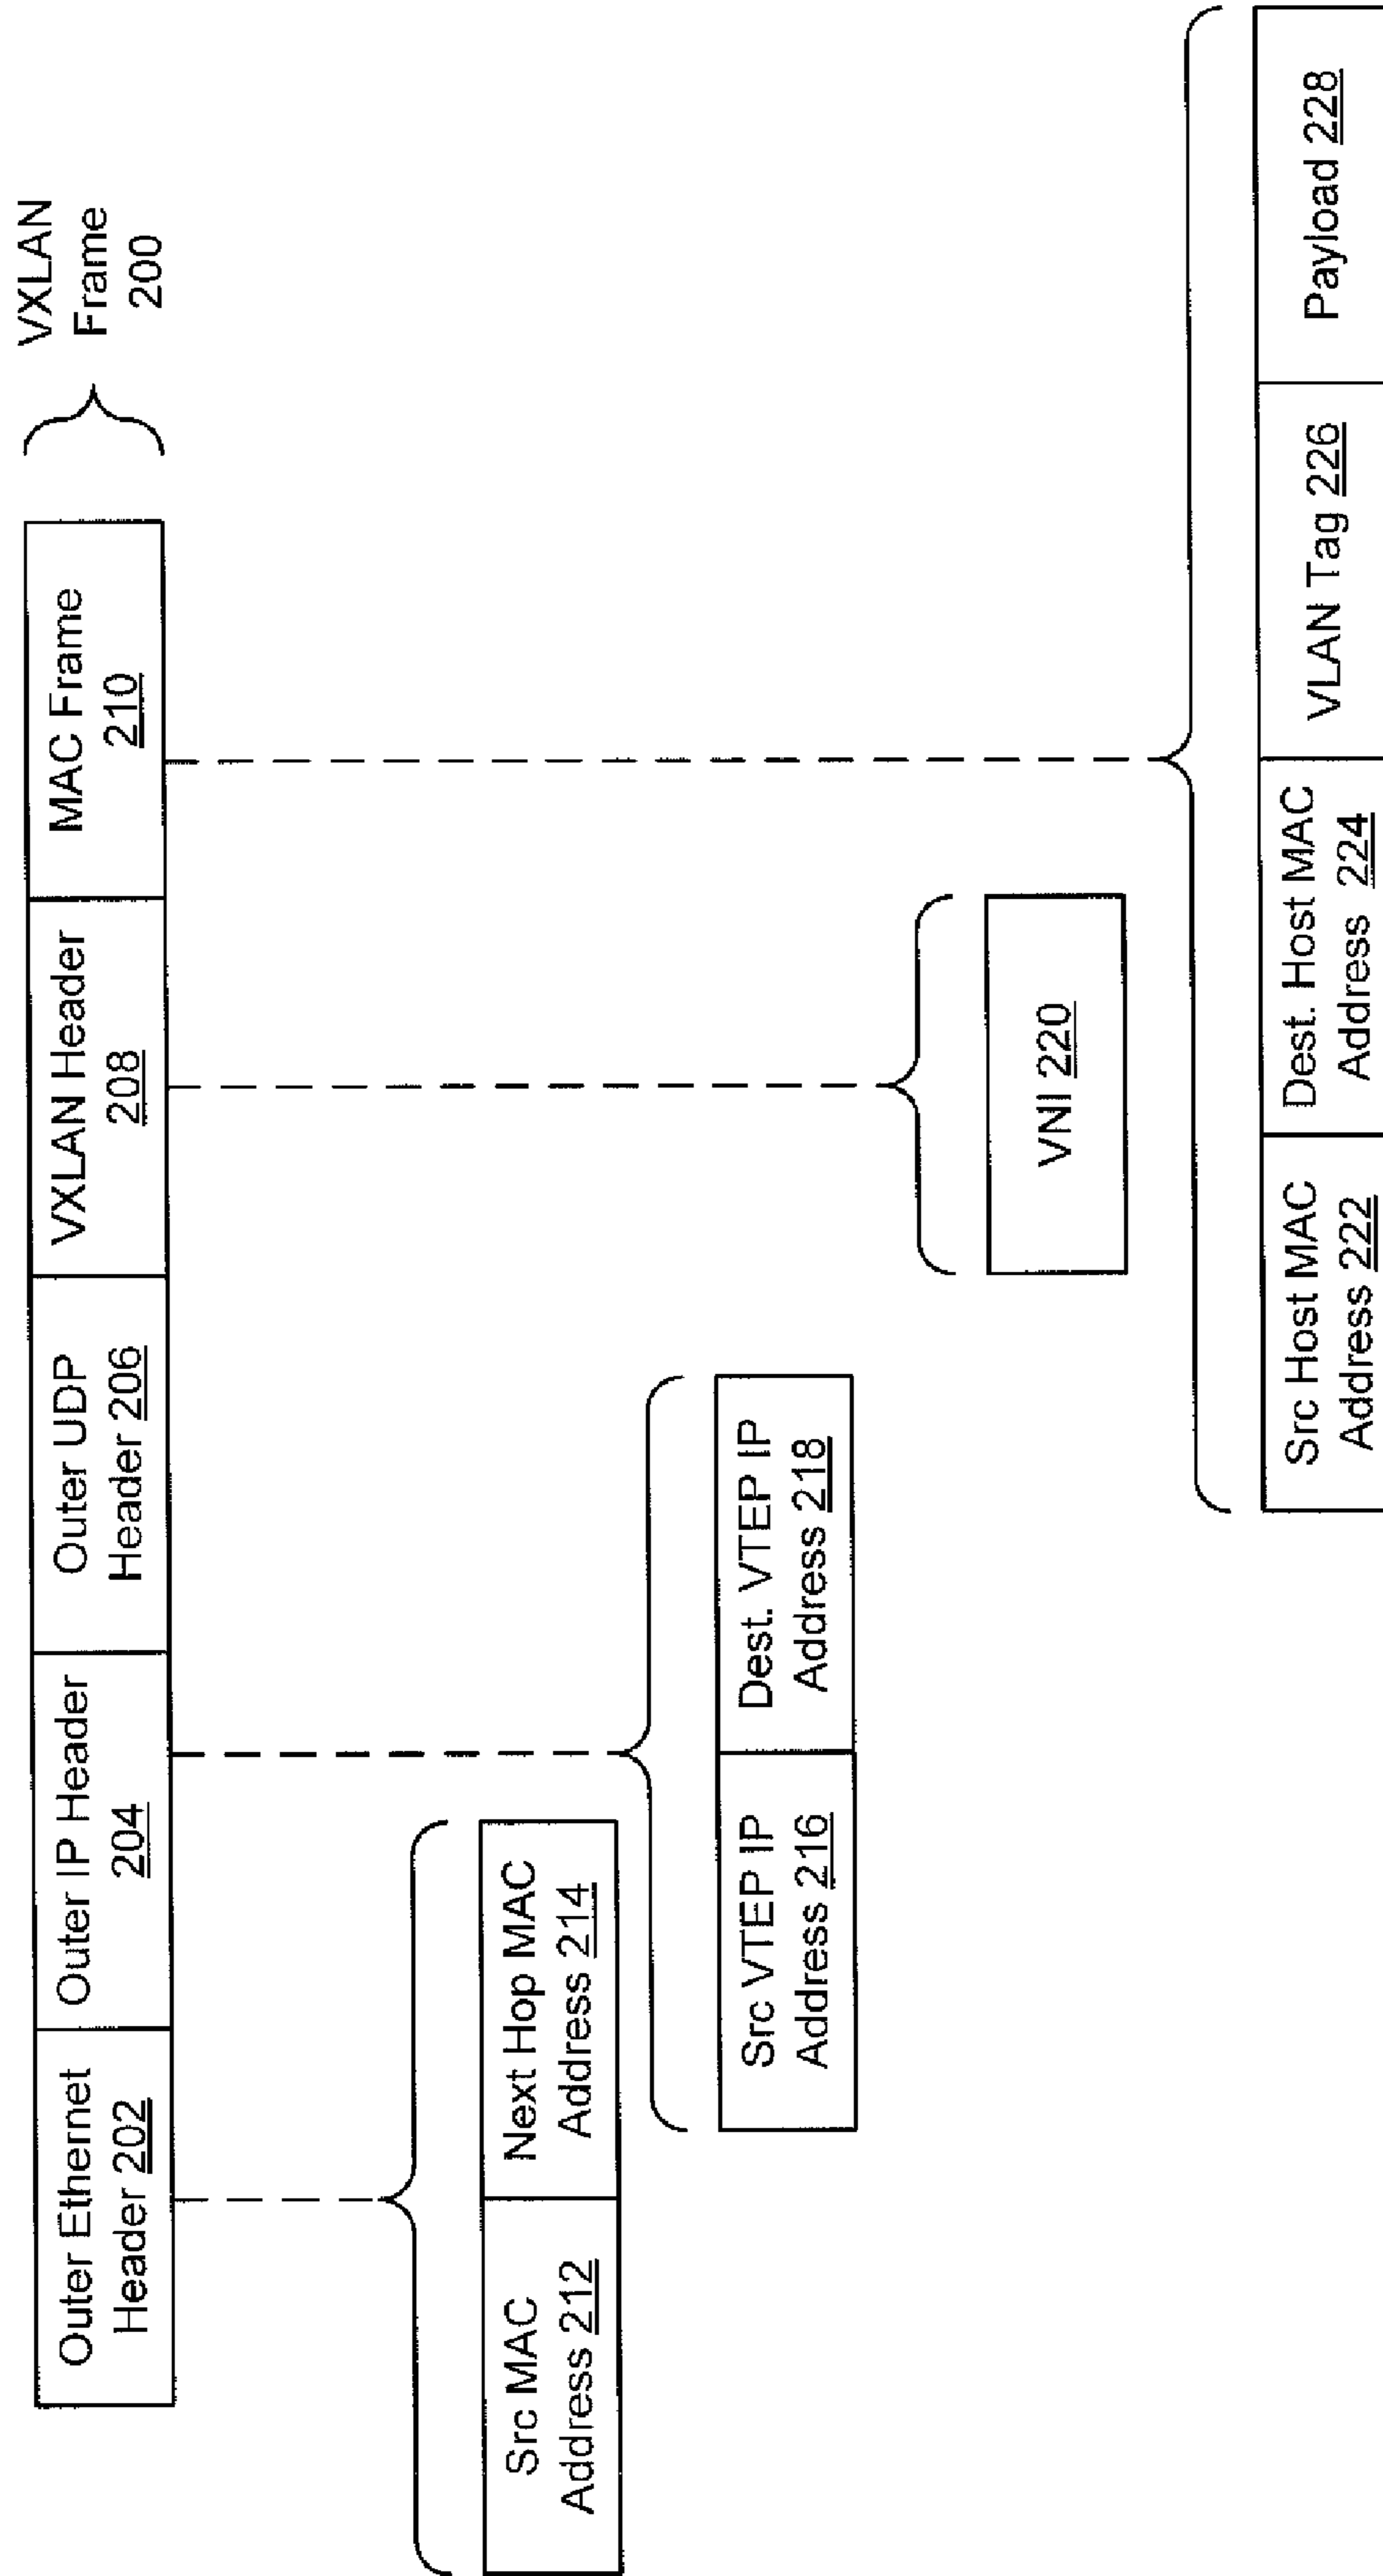 VXLAN
Frame
200
Outer Ethernet
Header 202
Outer IP Header
204
Outer UDP
Header 206
VXLAN Header
208
MAC Frame
210
Src MAC
Address 212
Next Hop MAC
Address 214
Src VTEP IP
Address 216
Dest. VTEP IP
Address 218
VNI 220
Src Host MAC
Address 222
Dest. Host MAC
Address 224
VLAN Tag 226
Payload 228